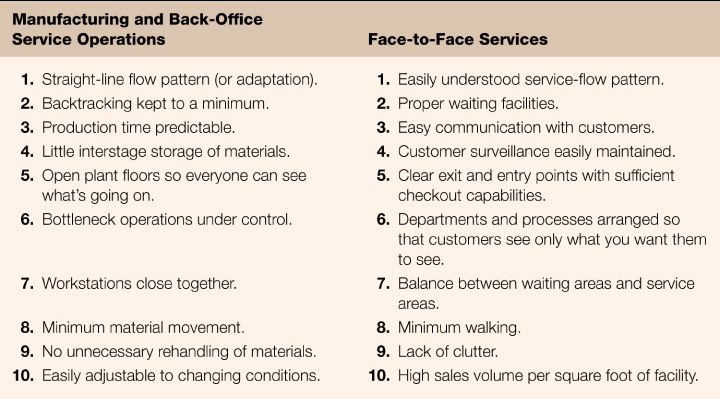 Manufacturing and Back-Office
Service Operations
Face-to-Face Services
1. Straight-line flow pattern (or adaptation).
2. Backtracking kept to a minimum.
3. Production time predictable.
4. Little interstage storage of materials.
5. Open plant floors so everyone can see
what's going on.
6. Bottleneck operations under control.
7. Workstations close together.
8. Minimum material movement.
9. No unnecessary rehandling of materials.
10. Easily adjustable to changing conditions.
1. Easily understood service-flow pattern.
2. Proper waiting facilities.
3. Easy communication with customers.
4. Customer surveillance easily maintained.
5. Clear exit and entry points with sufficient
checkout capabilities.
6. Departments and processes arranged so
that customers see only what you want them
to see.
7. Balance between waiting areas and service
areas.
8. Minimum walking.
9. Lack of clutter.
10. High sales volume per square foot of facility.